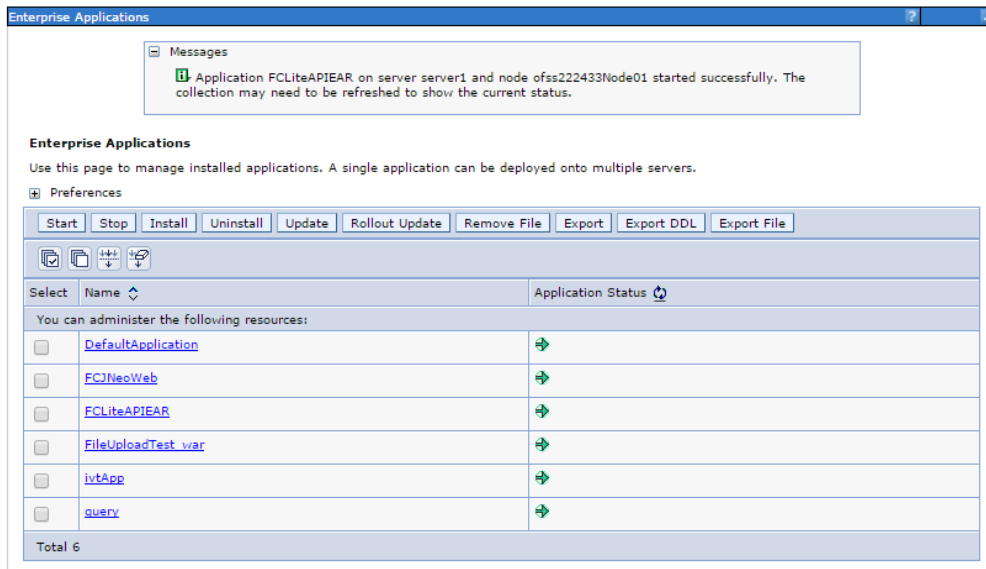 Enterprise Applications
?
Messages
Application FCLiteAPIEAR on server server1 and node ofss222433Node01 started successfully. The
collection may need to be refreshed to show the current status.
Enterprise Applications
Use this page to manage installed applications. A single application can be deployed onto multiple servers.
Preferences
Start Stop Install Uninstall Update Rollout Update Remove File Export Export DDL Export File
Select Name Application Status
You can administer the following resources:
DefaultApplication
FCJNeoWeb
FCLiteAPIEAR
FileUploadTest_war
ivtApp
query
Total 6